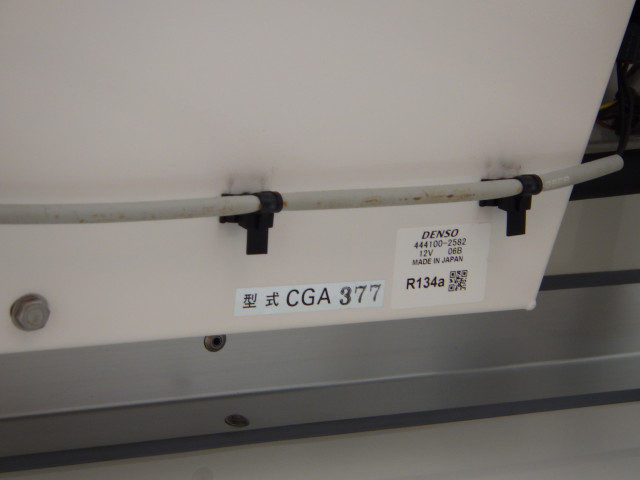 DENSO
444100-2582
12V 06B
MADE IN JAPAN
R134a
型式 CGA 377